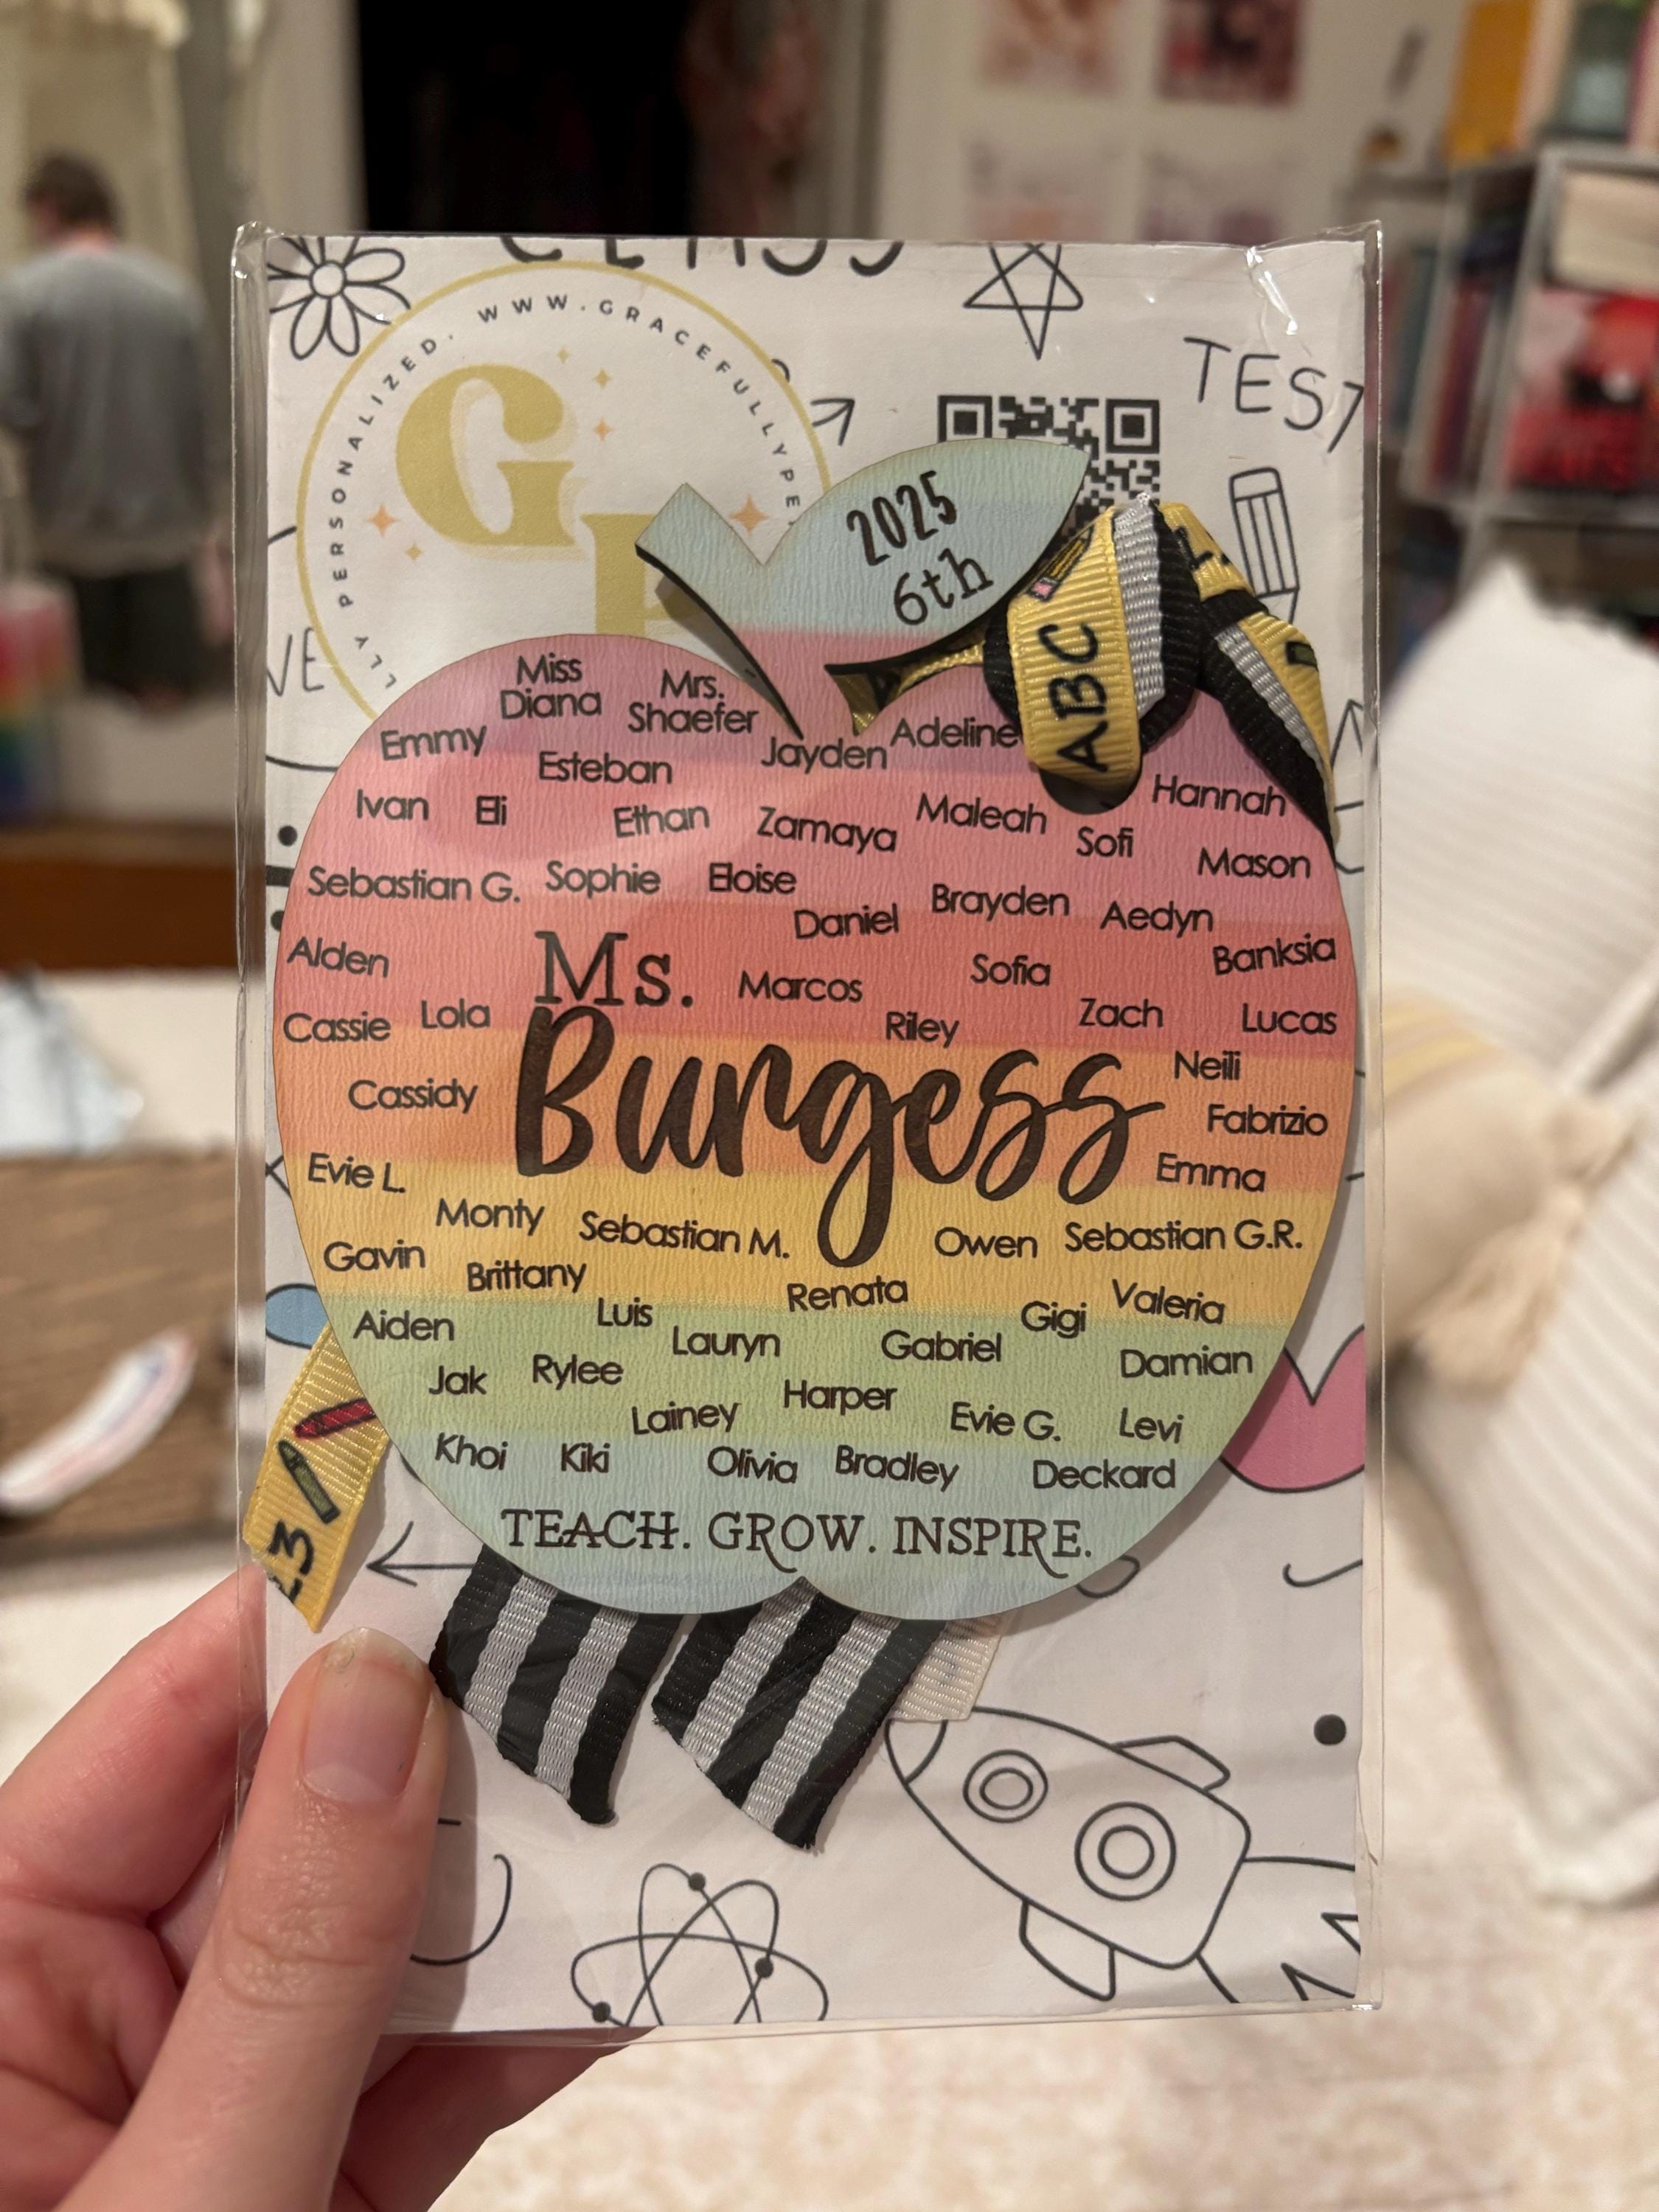 CLASS
PERSONALIZED. WWW.GRACEFULLYPE
LLY PERSONALIZED.
G
P
TEST
2025
6th
ABC
Miss
Diana
Mrs.
Shaefer
Emmy
Esteban
Jayden
Adeline
Ivan
Eli
Ethan
Zamaya
Maleah
Sofi
Hannah
Mason
Sebastian G.
Sophie
Eloise
Daniel
Brayden
Aedyn
Banksia
Alden
Ms.
Marcos
Sofia
Zach
Lucas
Cassie
Lola
Riley
Neili
Burgess
Cassidy
Fabrizio
Emma
Evie L.
Monty
Sebastian M.
Owen
Sebastian G.R.
Gavin
Brittany
Renata
Valeria
Aiden
Luis
Lauryn
Gabriel
Gigi
Damian
Jak
Rylee
Lainey
Harper
Evie G.
Levi
Khoi
Kiki
Olivia
Bradley
Deckard
TEACH. GROW. INSPIRE.
23